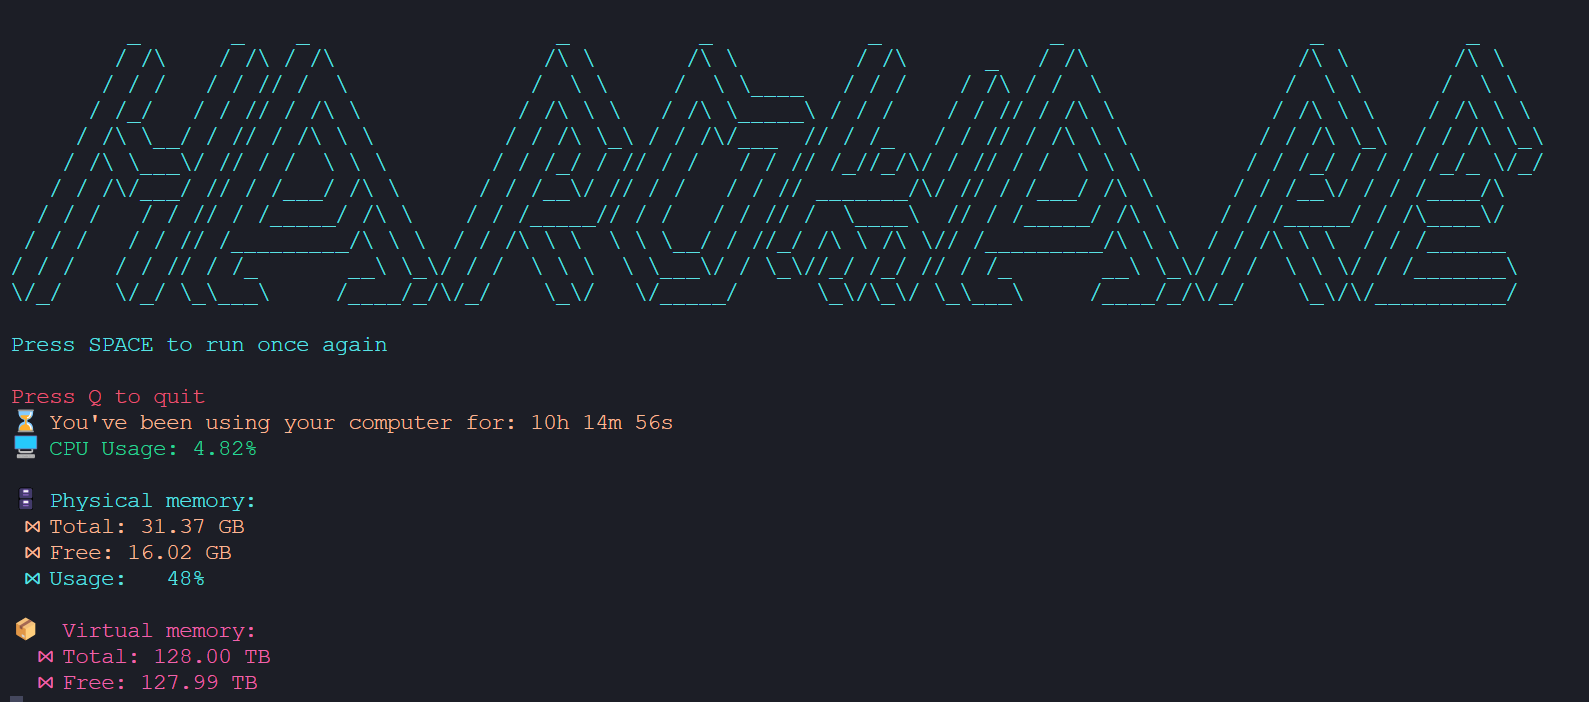 HARDWARE
Press SPACE to run once again
Press Q to quit
⏳ You've been using your computer for: 10h 14m 56s
🖥 CPU Usage: 4.82%
🗄 Physical memory:
⋈ Total: 31.37 GB
⋈ Free: 16.02 GB
⋈ Usage: 48%
📦 Virtual memory:
⋈ Total: 128.00 TB
⋈ Free: 127.99 TB